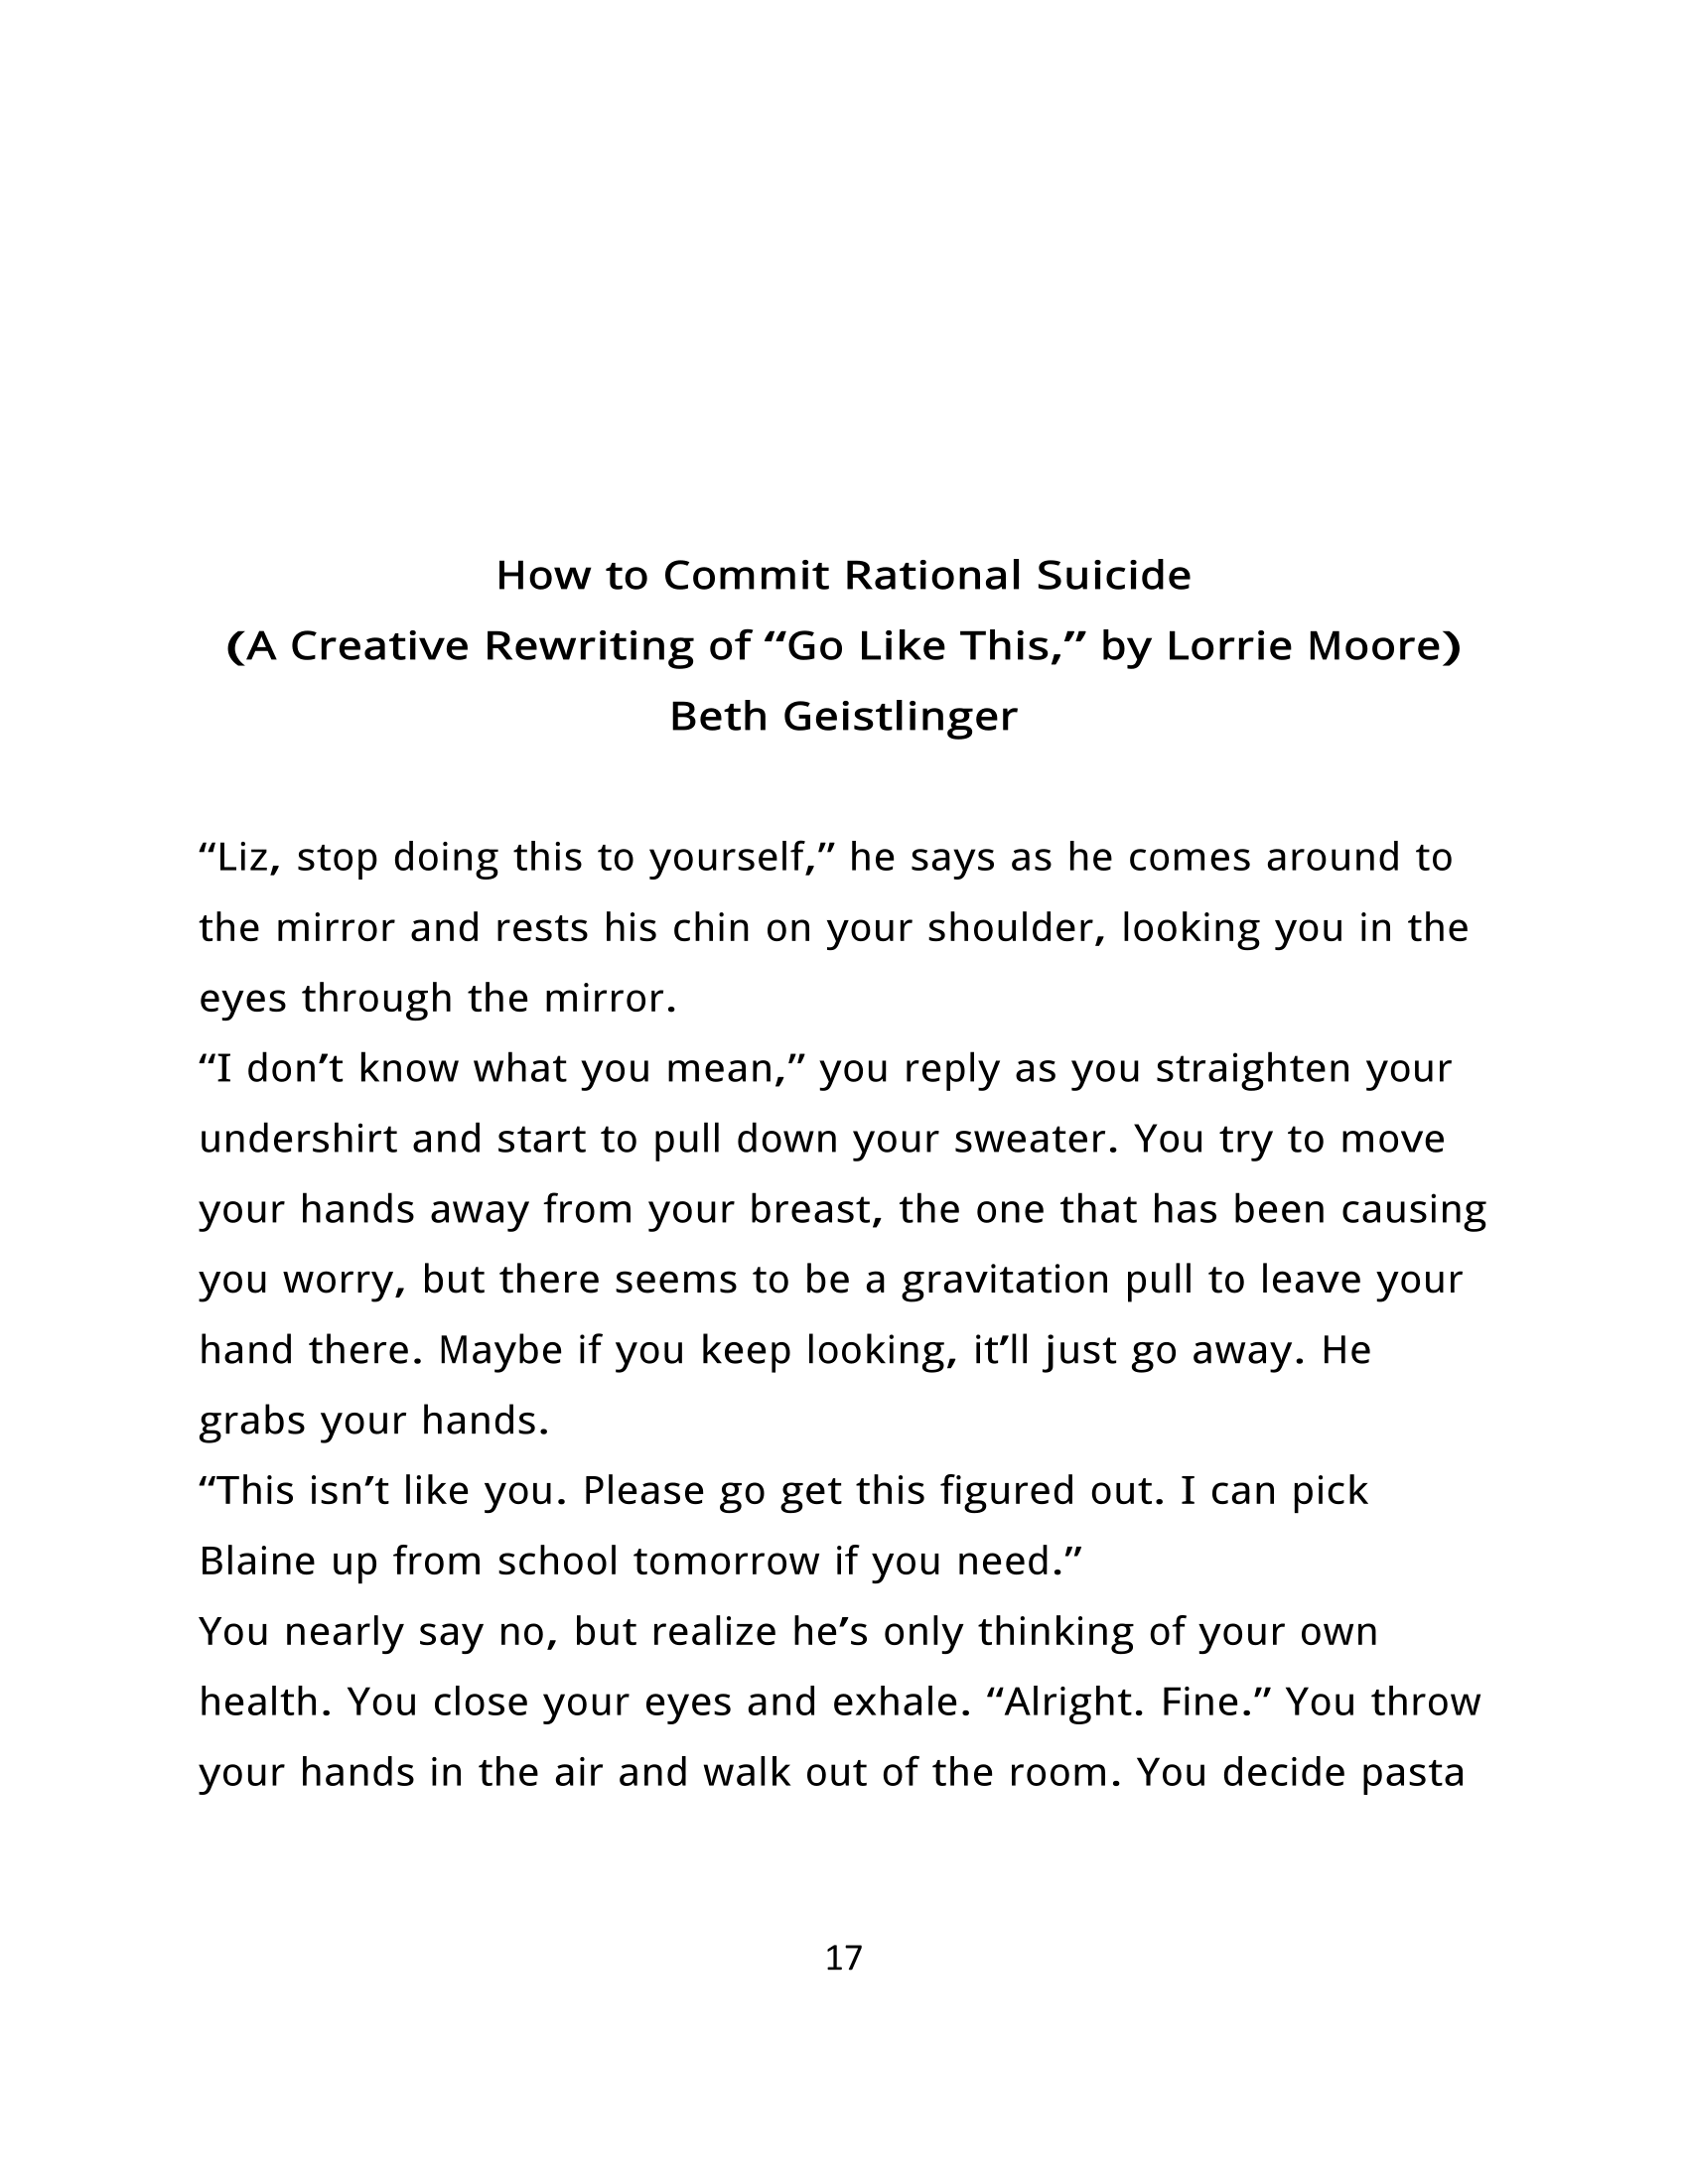 How to Commit Rational Suicide
(A Creative Rewriting of “Go Like This,” by Lorrie Moore)
Beth Geistlinger
“Liz, stop doing this to yourself,” he says as he comes around to
the mirror and rests his chin on your shoulder, looking you in the
eyes through the mirror.
“I don’t know what you mean,” you reply as you straighten your
undershirt and start to pull down your sweater. You try to move
your hands away from your breast, the one that has been causing
you worry, but there seems to be a gravitation pull to leave your
hand there. Maybe if you keep looking, it’ll just go away. He
grabs your hands.
“This isn’t like you. Please go get this figured out. I can pick
Blaine up from school tomorrow if you need.”
You nearly say no, but realize he’s only thinking of your own
health. You close your eyes and exhale. “Alright. Fine.” You throw
your hands in the air and walk out of the room. You decide pasta
17